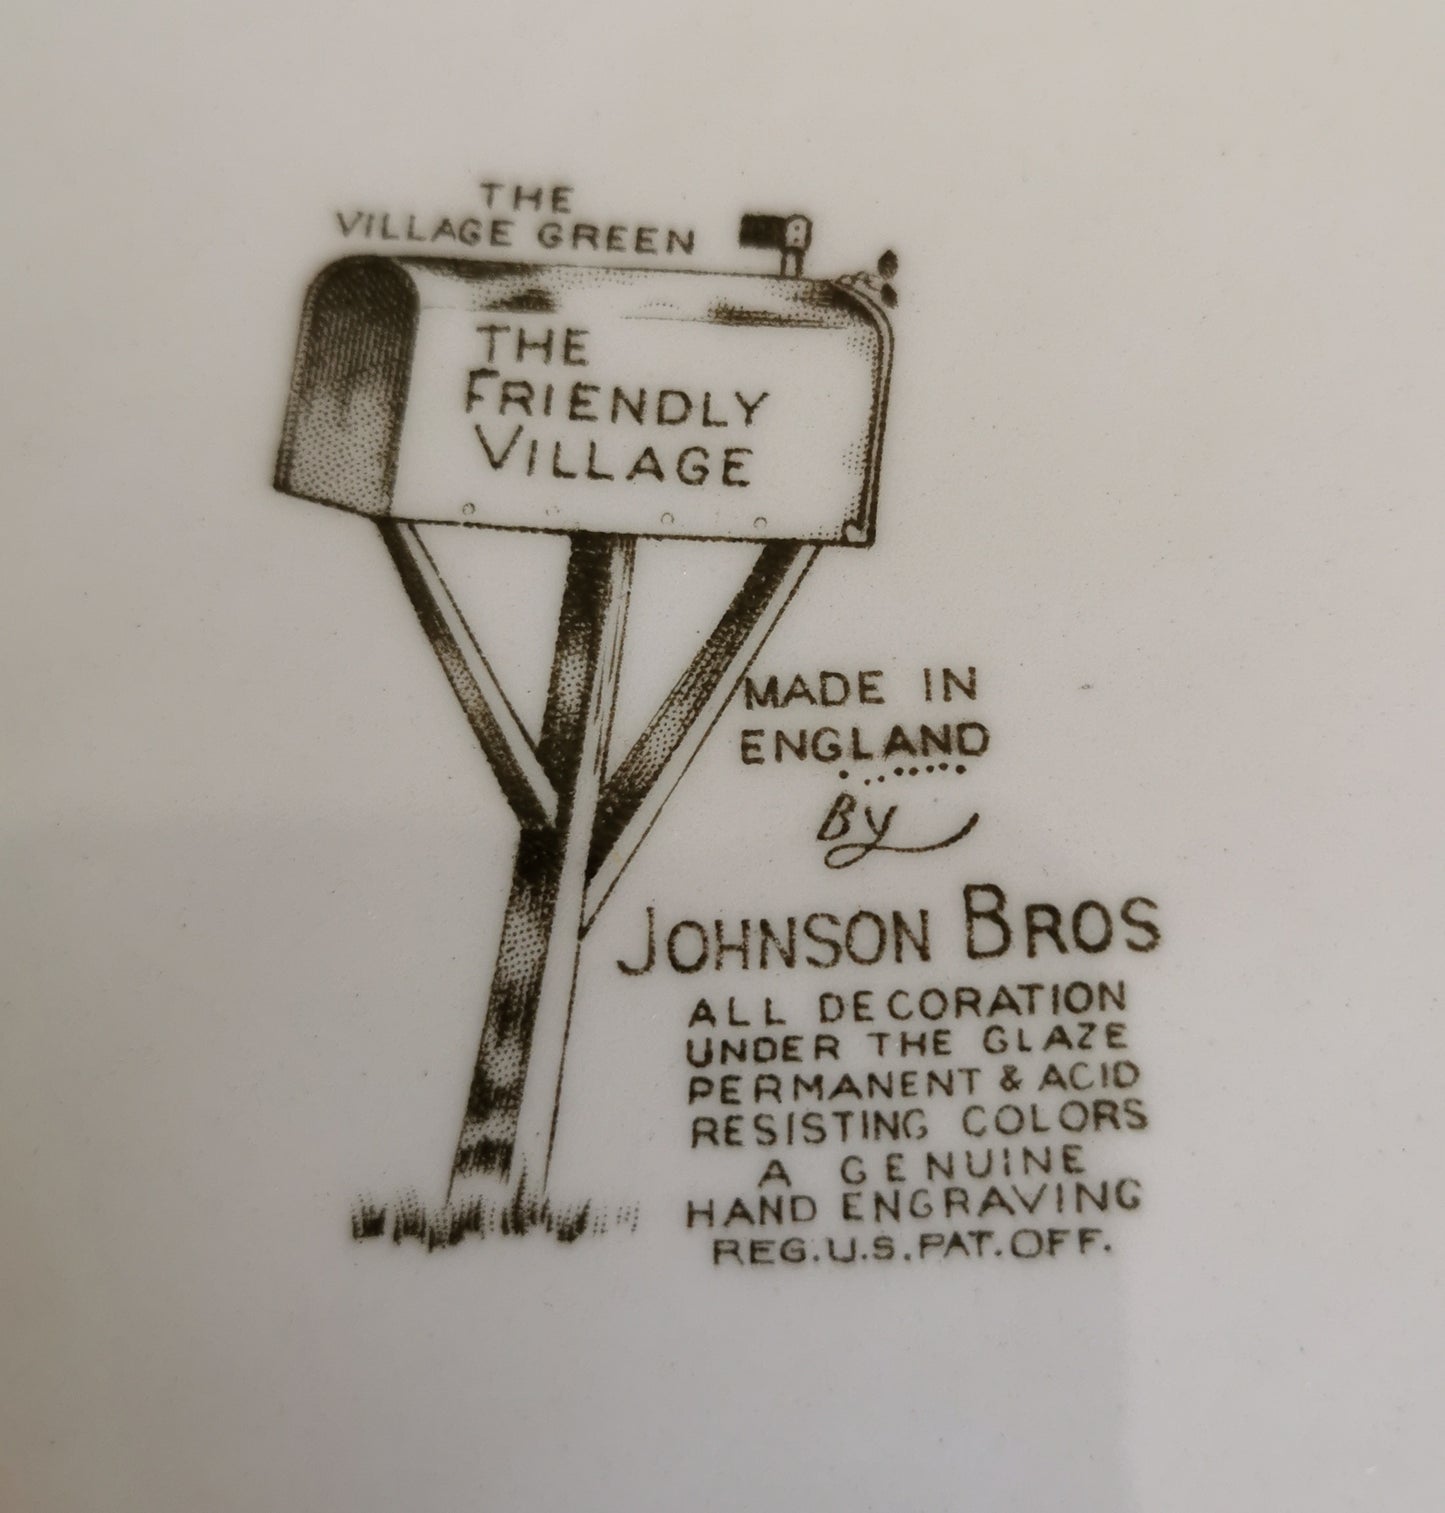 THE
VILLAGE GREEN
THE
FRIENDLY
VILLAGE
MADE IN
ENGLAND
By
JOHNSON BROS
ALL DECORATION
UNDER THE GLAZE
PERMANENT & ACID
RESISTING COLORS
A GENUINE
HAND ENGRAVING
REG.U.S.PAT.OFF.